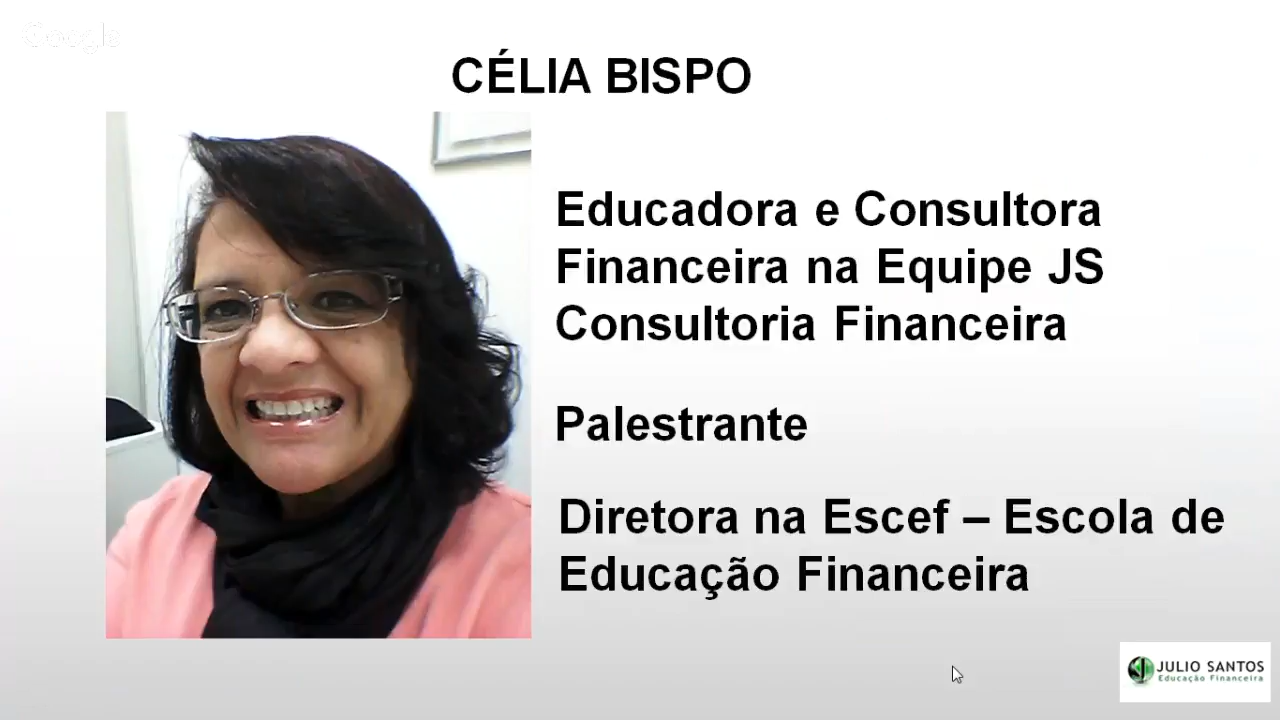 Google
CÉLIA BISPO
Educadora e Consultora
Financeira na Equipe JS
Consultoria Financeira
Palestrante
Diretora na Escef – Escola de
Educação Financeira
JULIO SANTOS
Educação Financeira